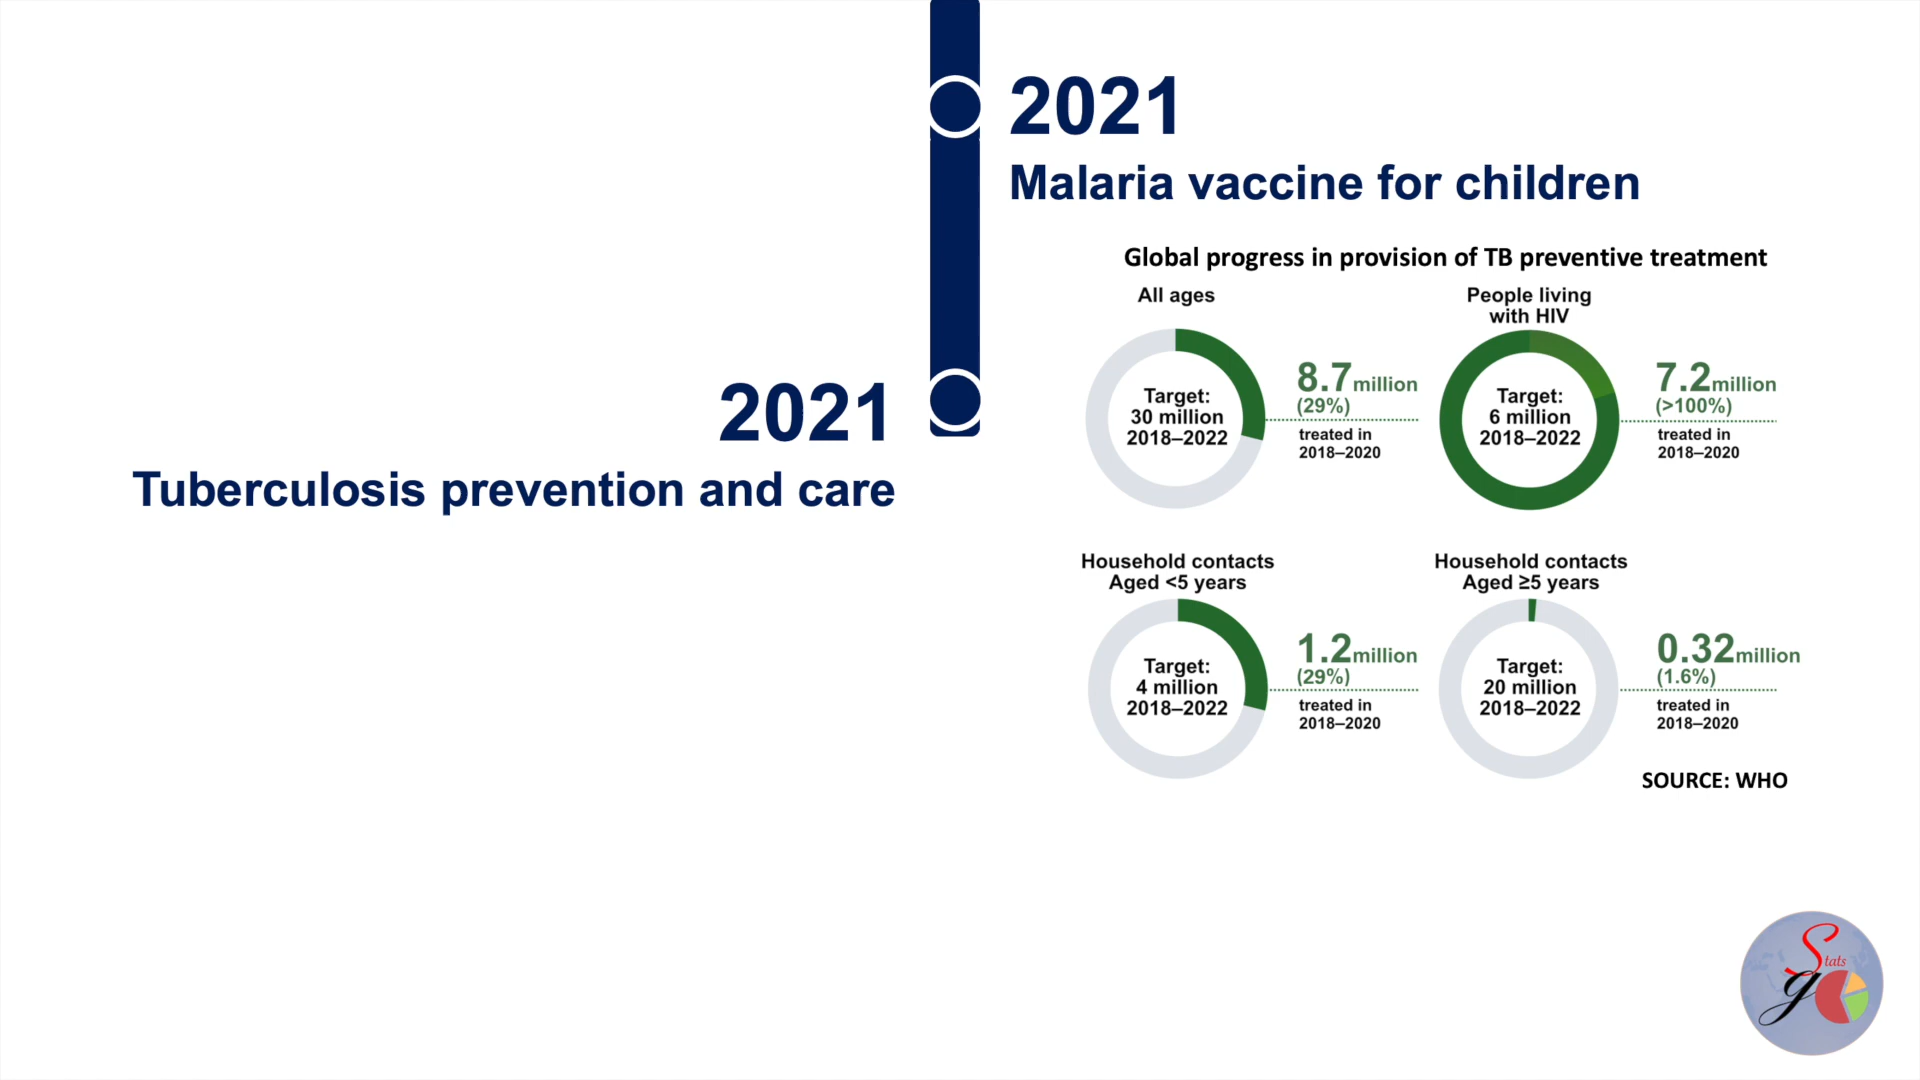 2021
Malaria vaccine for children
2021
Tuberculosis prevention and care
Global progress in provision of TB preventive treatment
All ages
Target:
30 million
2018–2022
8.7million
(29%)
treated in
2018–2020
People living
with HIV
Target:
6 million
2018–2022
7.2million
(>100%)
treated in
2018–2020
Household contacts
Aged <5 years
Target:
4 million
2018–2022
1.2million
(29%)
treated in
2018–2020
Household contacts
Aged ≥5 years
Target:
20 million
2018–2022
0.32million
(1.6%)
treated in
2018–2020
SOURCE: WHO
Stats
g